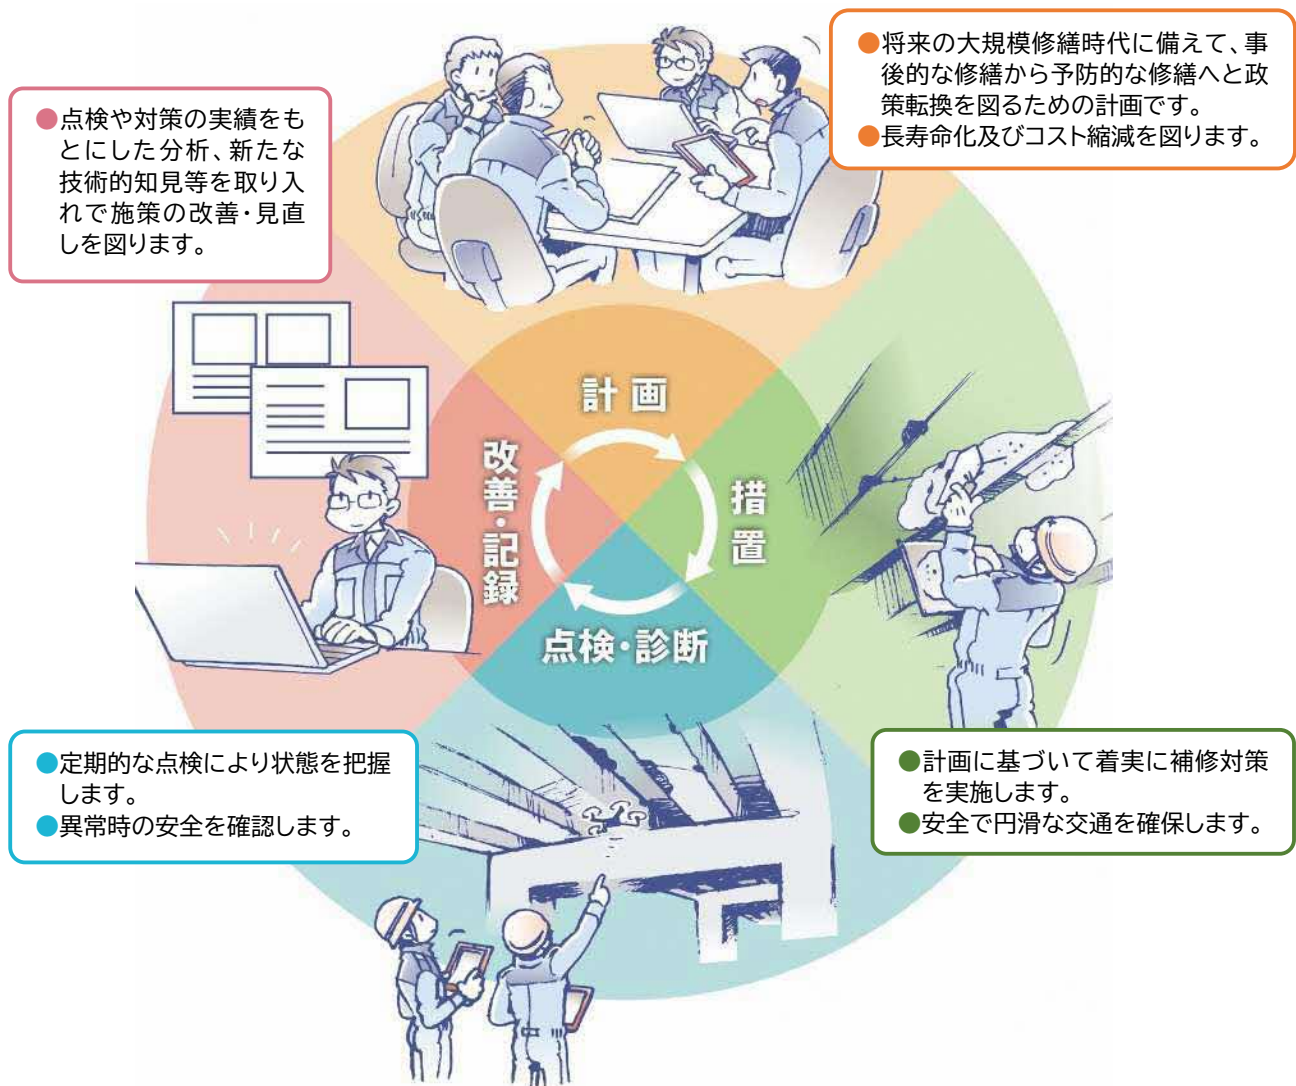 ●将来の大規模修繕時代に備えて、事
後的な修繕から予防的な修繕へと政
策転換を図るための計画です。
●長寿命化及びコスト縮減を図ります。
●点検や対策の実績をも
とにした分析、新たな
技術的知見等を取り入
れで施策の改善・見直
しを図ります。
計画
措置
点検・診断
改善・記録
●定期的な点検により状態を把握
します。
●異常時の安全を確認します。
●計画に基づいて着実に補修対策
を実施します。
●安全で円滑な交通を確保します。